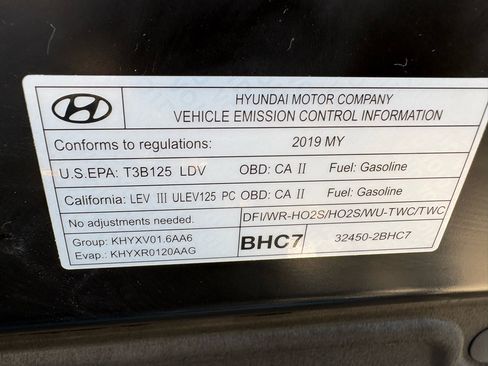 HYUNDAI MOTOR COMPANY
VEHICLE EMISSION CONTROL INFORMATION
Conforms to regulations: 2019 MY
U.S.EPA: T3B125 LDV OBD: CA II Fuel: Gasoline
California: LEV III ULEV125 PC OBD: CA II Fuel: Gasoline
No adjustments needed. DFI/WR-HO2S/HO2S/WU-TWC/TWC
Group: KHYXV01.6AA6
Evap.: KHYXR0120AAG
BHC7 32450-2BHC7